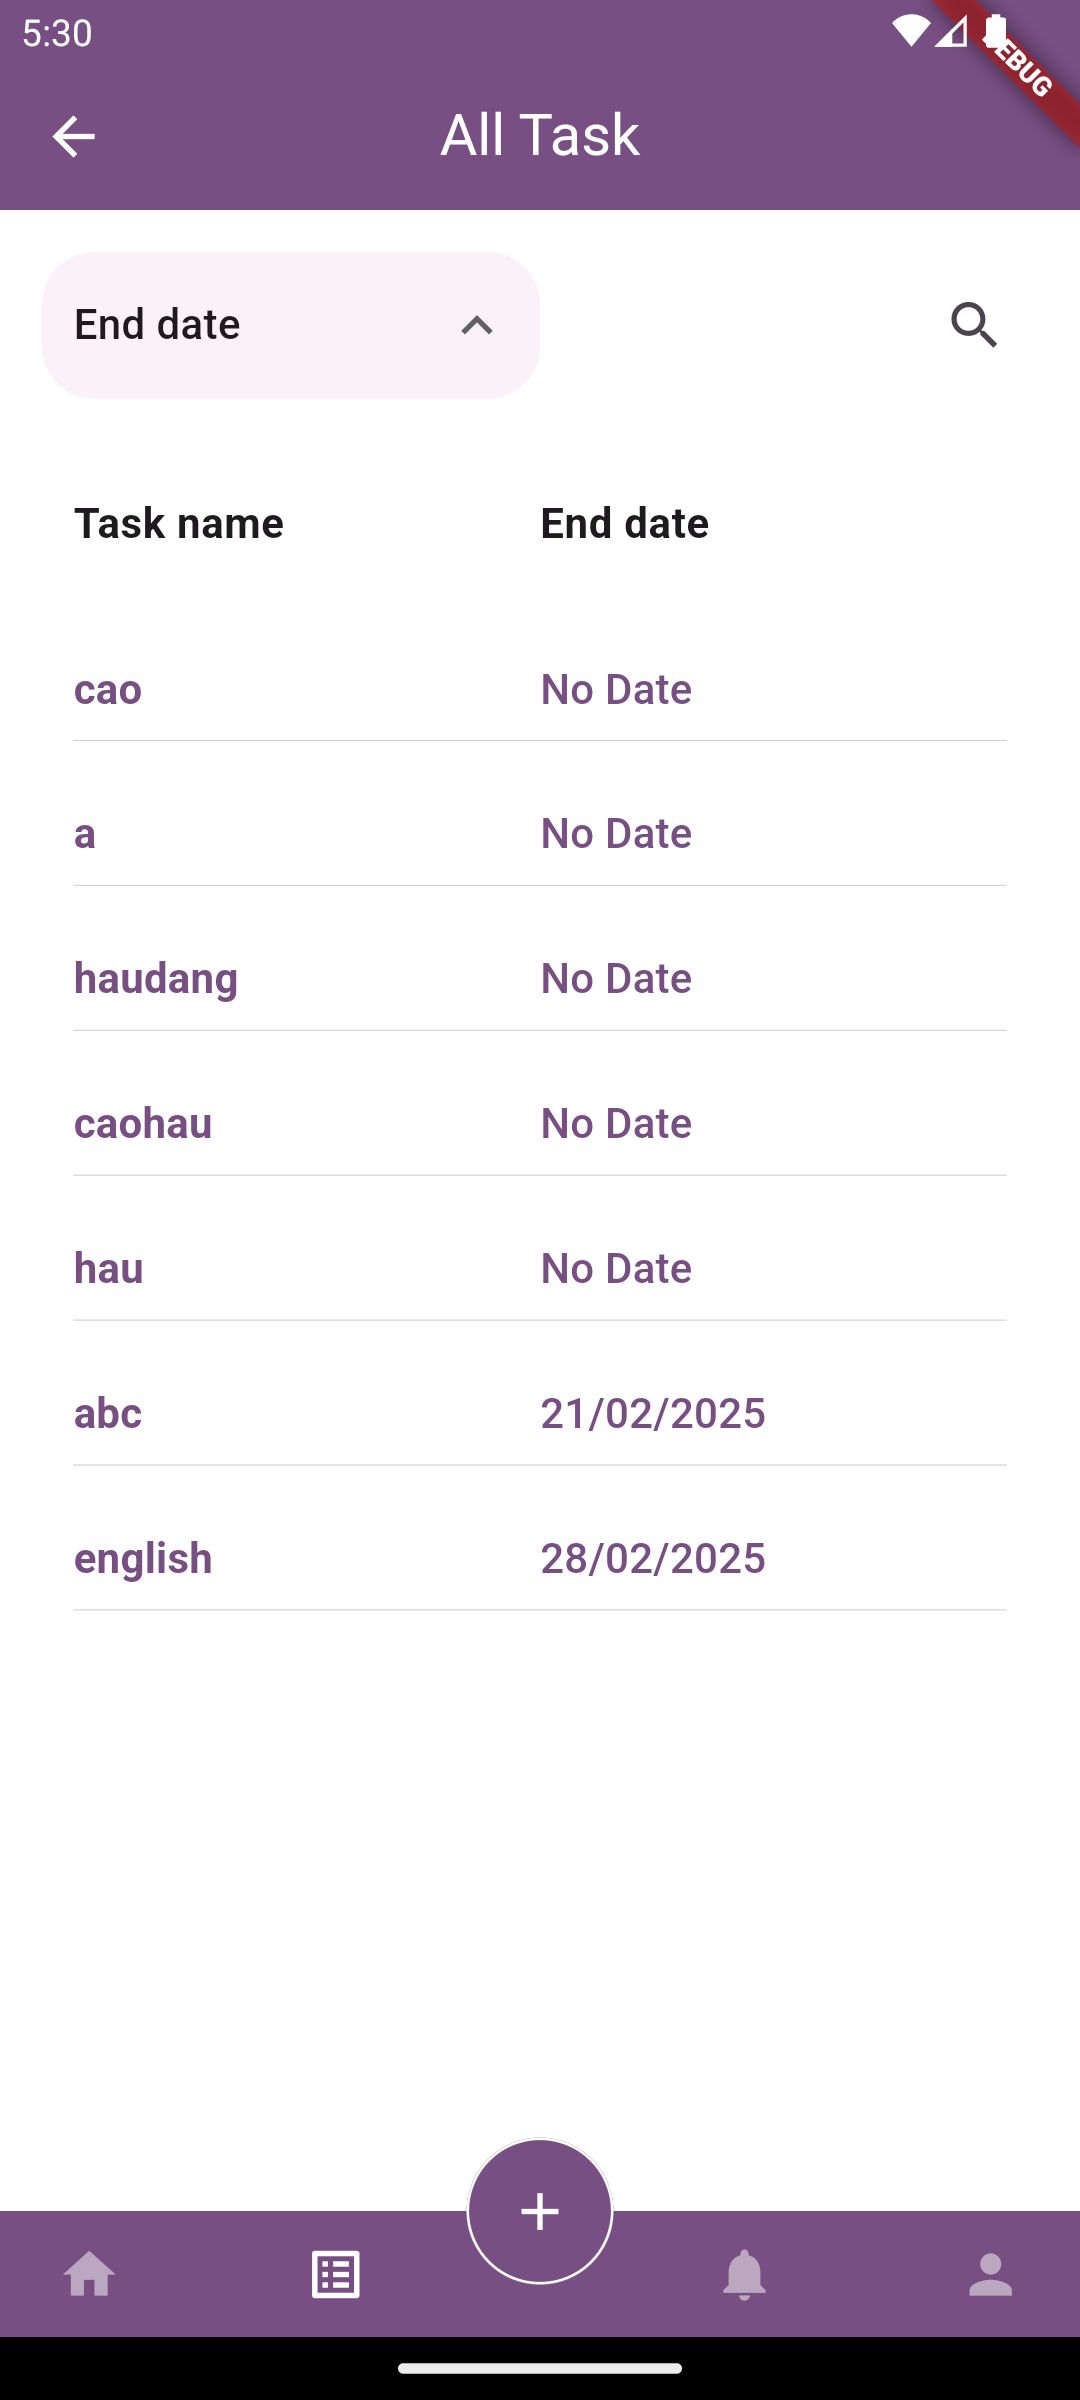 5:30
DEBUG
All Task
End date
Task name End date
cao No Date
a No Date
haudang No Date
caohau No Date
hau No Date
abc 21/02/2025
english 28/02/2025